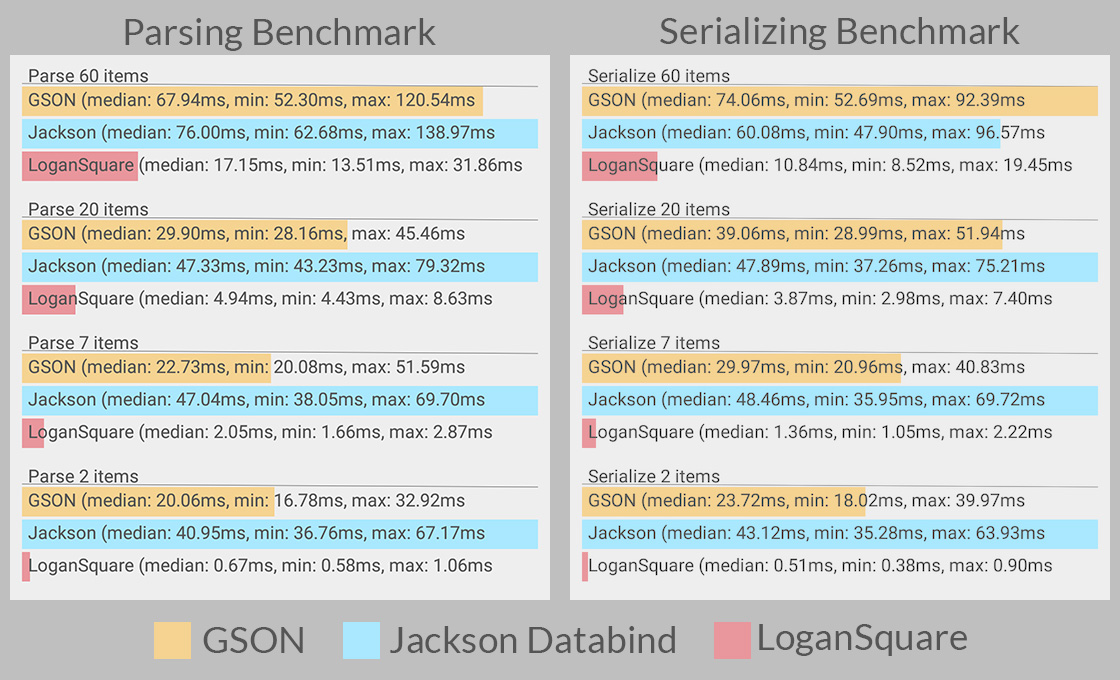 Parsing Benchmark
Parse 60 items
GSON (median: 67.94ms, min: 52.30ms, max: 120.54ms
Jackson (median: 76.00ms, min: 62.68ms, max: 138.97ms
LoganSquare (median: 17.15ms, min: 13.51ms, max: 31.86ms
Parse 20 items
GSON (median: 29.90ms, min: 28.16ms, max: 45.46ms
Jackson (median: 47.33ms, min: 43.23ms, max: 79.32ms
LoganSquare (median: 4.94ms, min: 4.43ms, max: 8.63ms
Parse 7 items
GSON (median: 22.73ms, min: 20.08ms, max: 51.59ms
Jackson (median: 47.04ms, min: 38.05ms, max: 69.70ms
LoganSquare (median: 2.05ms, min: 1.66ms, max: 2.87ms
Parse 2 items
GSON (median: 20.06ms, min: 16.78ms, max: 32.92ms
Jackson (median: 40.95ms, min: 36.76ms, max: 67.17ms
LoganSquare (median: 0.67ms, min: 0.58ms, max: 1.06ms
Serializing Benchmark
Serialize 60 items
GSON (median: 74.06ms, min: 52.69ms, max: 92.39ms
Jackson (median: 60.08ms, min: 47.90ms, max: 96.57ms
LoganSquare (median: 10.84ms, min: 8.52ms, max: 19.45ms
Serialize 20 items
GSON (median: 39.06ms, min: 28.99ms, max: 51.94ms
Jackson (median: 47.89ms, min: 37.26ms, max: 75.21ms
LoganSquare (median: 3.87ms, min: 2.98ms, max: 7.40ms
Serialize 7 items
GSON (median: 29.97ms, min: 20.96ms, max: 40.83ms
Jackson (median: 48.46ms, min: 35.95ms, max: 69.72ms
LoganSquare (median: 1.36ms, min: 1.05ms, max: 2.22ms
Serialize 2 items
GSON (median: 23.72ms, min: 18.02ms, max: 39.97ms
Jackson (median: 43.12ms, min: 35.28ms, max: 63.93ms
LoganSquare (median: 0.51ms, min: 0.38ms, max: 0.90ms
GSON
Jackson Databind
LoganSquare